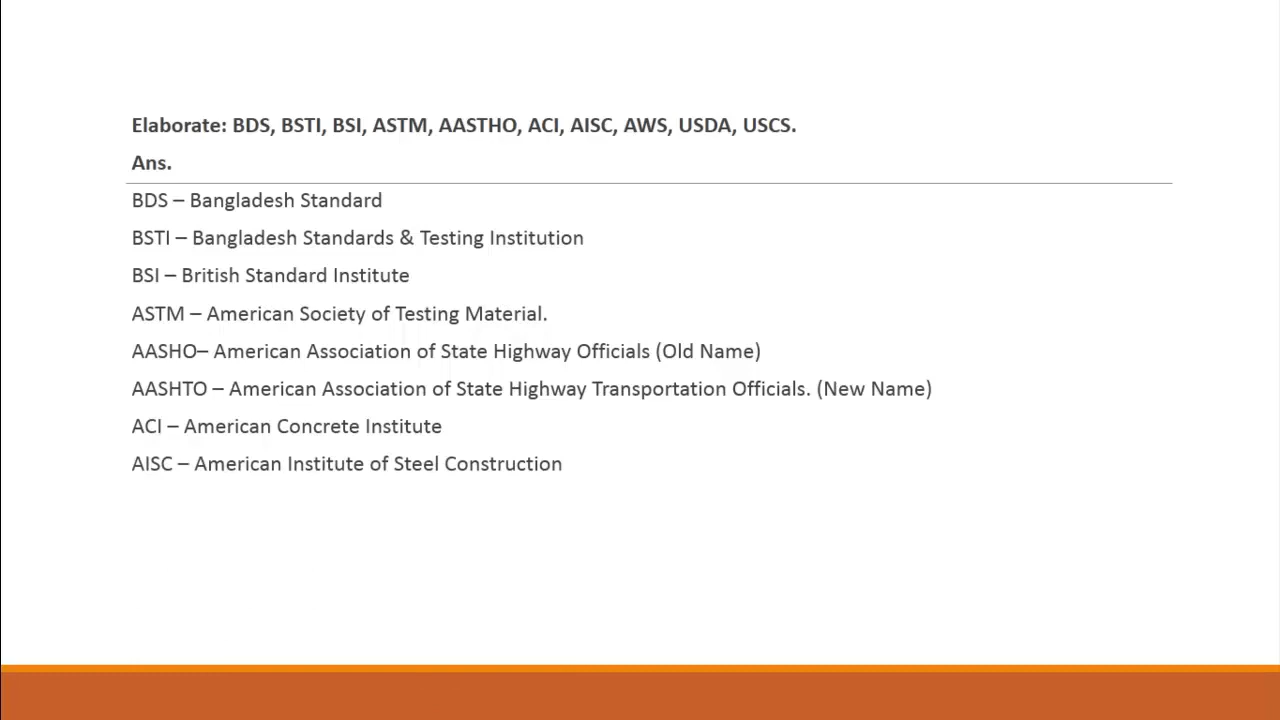 Elaborate: BDS, BSTI, BSI, ASTM, AASTHO, ACI, AISC, AWS, USDA, USCS.
Ans.
BDS – Bangladesh Standard
BSTI – Bangladesh Standards & Testing Institution
BSI – British Standard Institute
ASTM – American Society of Testing Material.
AASHO– American Association of State Highway Officials (Old Name)
AASHTO – American Association of State Highway Transportation Officials. (New Name)
ACI – American Concrete Institute
AISC – American Institute of Steel Construction